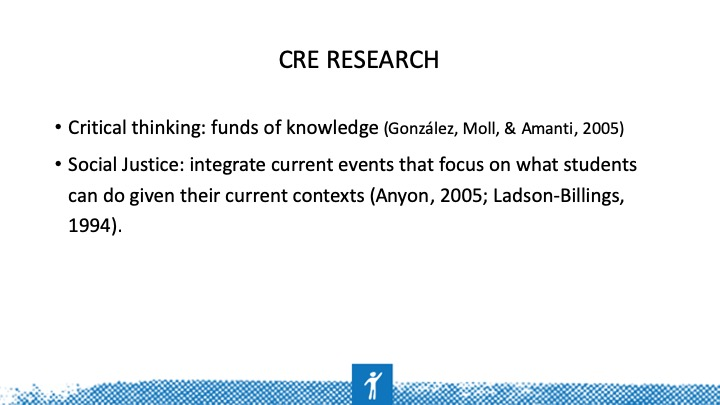 CRE RESEARCH
• Critical thinking: funds of knowledge (González, Moll, & Amanti, 2005)
• Social Justice: integrate current events that focus on what students
can do given their current contexts (Anyon, 2005; Ladson-Billings,
1994).